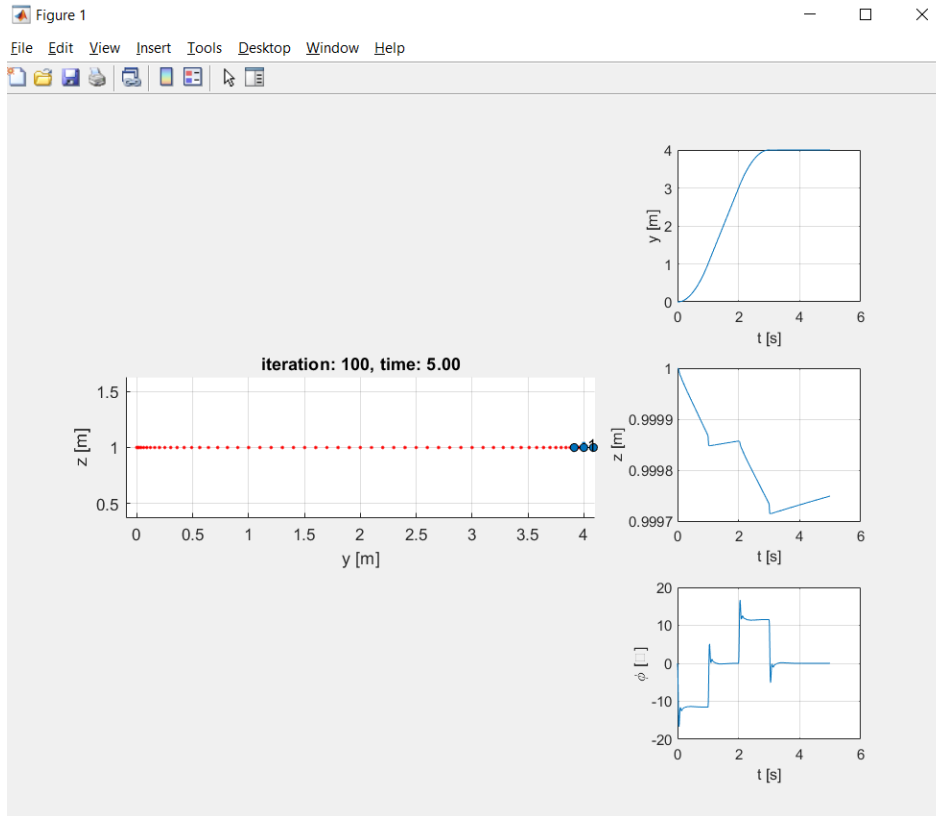 Figure 1
File Edit View Insert Tools Desktop Window Help
iteration: 100, time: 5.00
1.5
1
0.5
z [m]
0 0.5 1 1.5 2 2.5 3 3.5 4
y [m]
1
4
3
2
1
0
y [m]
0 2 4 6
t [s]
1
0.9999
0.9998
0.9997
z [m]
0 2 4 6
t [s]
20
10
0
-10
-20
ϕ [□]
0 2 4 6
t [s]